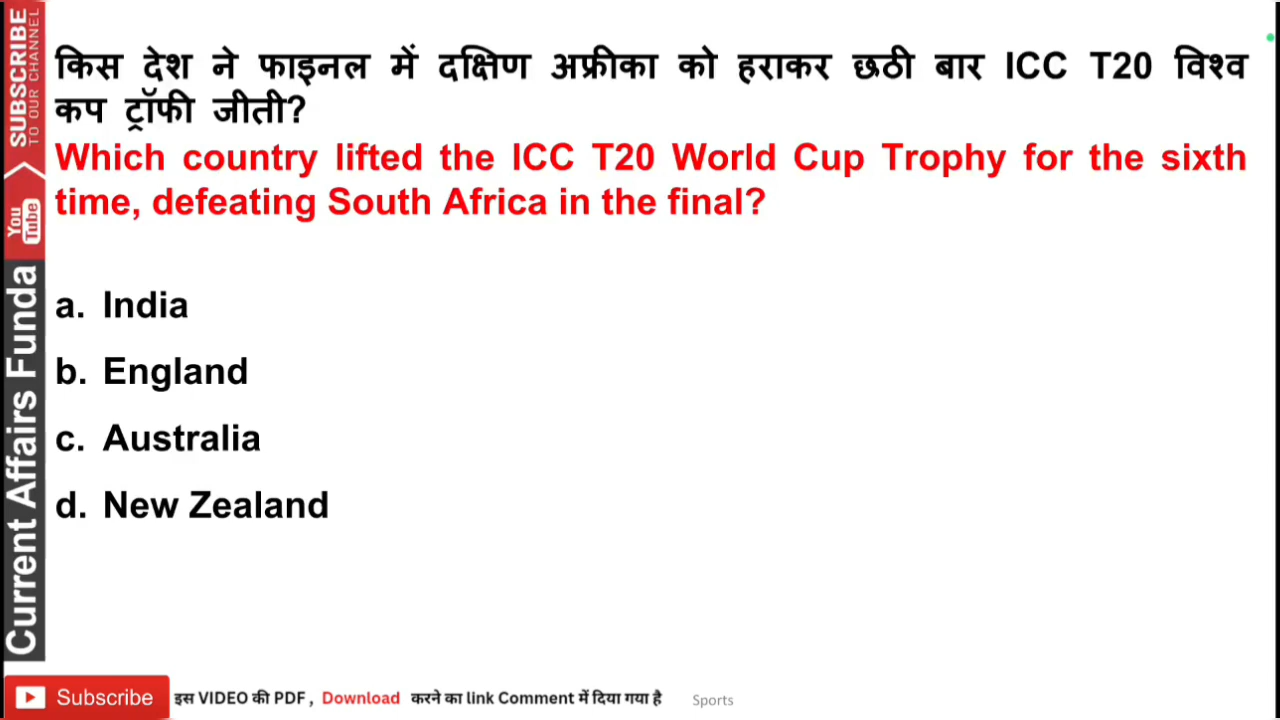 किस देश ने फाइनल में दक्षिण अफ्रीका को हराकर छठी बार ICC T20 विश्व
कप ट्रॉफी जीती?
Which country lifted the ICC T20 World Cup Trophy for the sixth
time, defeating South Africa in the final?
a. India
b. England
c. Australia
d. New Zealand
SUBSCRIBE
TO OUR CHANNEL
You
Tube
Current Affairs Funda
Subscribe इस VIDEO की PDF , Download करने का link Comment में दिया गया है Sports